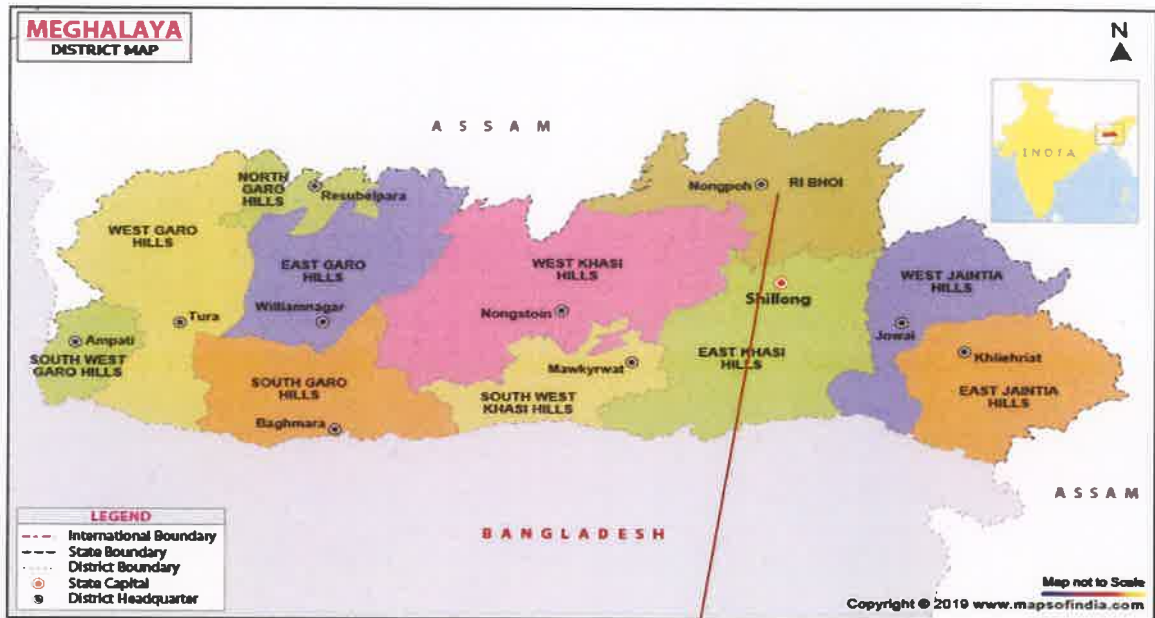 MEGHALAYA
DISTRICT MAP
N
ASSAM
INDIA
NORTH
GARO
HILLS
Resubelpara
Nongpoh
RI BHOI
WEST GARO
HILLS
EAST GARO
HILLS
WEST KHASI
HILLS
WEST JAINTIA
HILLS
Shillong
Williamnagar
Nongstoin
Tura
Jowai
Ampati
SOUTH WEST
GARO HILLS
Mawkyrwat
EAST KHASI
HILLS
Khliehriat
SOUTH GARO
HILLS
SOUTH WEST
KHASI HILLS
EAST JAINTIA
HILLS
Baghmara
ASSAM
BANGLADESH
LEGEND
International Boundary
State Boundary
District Boundary
State Capital
District Headquarter
Map not to Scale
Copyright © 2019 www.mapsofindia.com